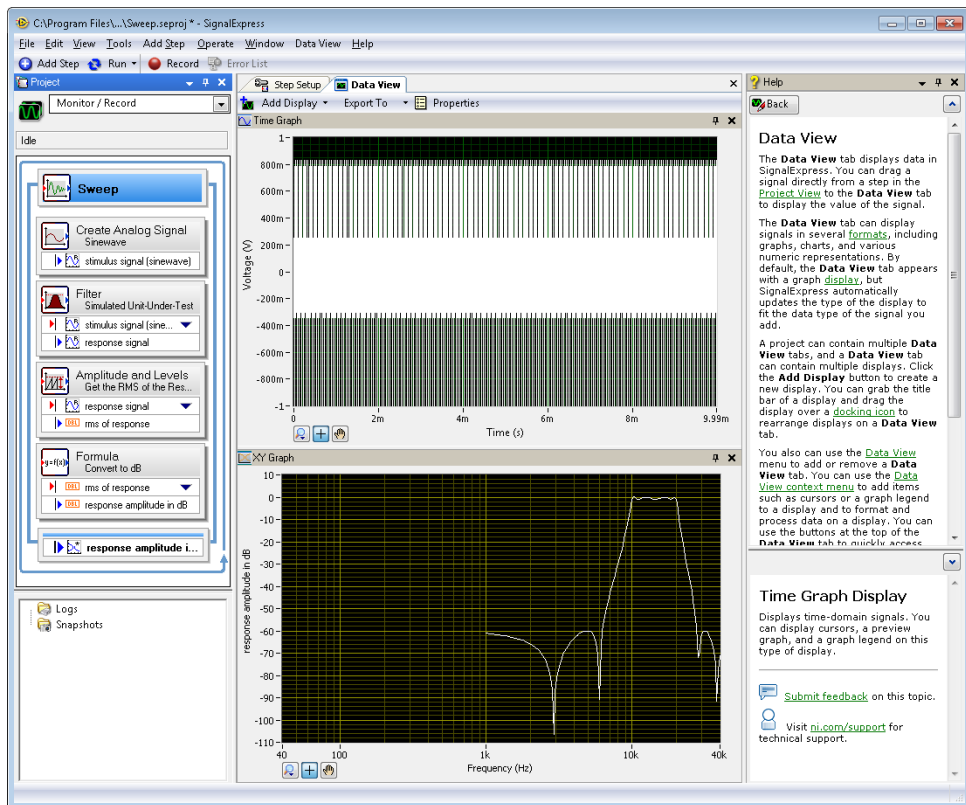 C:\Program Files\...\Sweep.seproj * - SignalExpress
File Edit View Tools Add Step Operate Window Data View Help
Add Step Run Record Error List
Project
Monitor / Record
Idle
Sweep
Create Analog Signal
Sinewave
stimulus signal (sinewave)
Filter
Simulated Unit-Under-Test
stimulus signal (sine...
response signal
Amplitude and Levels
Get the RMS of the Res...
response signal
DBL rms of response
y=f(x)
Formula
Convert to dB
DBL rms of response
DBL response amplitude in dB
response amplitude i...
Logs
Snapshots
Step Setup Data View
Add Display Export To Properties
Time Graph
Voltage (V)
1
800m
600m
400m
200m
0
-200m
-400m
-600m
-800m
-1
0 2m 4m 6m 8m 9.99m
Time (s)
XY Graph
response amplitude in dB
10
0
-10
-20
-30
-40
-50
-60
-70
-80
-90
-100
-110
40 100 1k 10k 40k
Frequency (Hz)
Help
Back
Data View
The Data View tab displays data in
SignalExpress. You can drag a
signal directly from a step in the
Project View to the Data View tab
to display the value of the signal.
The Data View tab can display
signals in several formats, including
graphs, charts, and various
numeric representations. By
default, the Data View tab appears
with a graph display, but
SignalExpress automatically
updates the type of the display to
fit the data type of the signal you
add.
A project can contain multiple Data
View tabs, and a Data View tab
can contain multiple displays. Click
the Add Display button to create a
new display. You can grab the title
bar of a display and drag the
display over a docking icon to
rearrange displays on a Data View
tab.
You also can use the Data View
menu to add or remove a Data
View tab. You can use the Data
View context menu to add items
such as cursors or a graph legend
to a display and to format and
process data on a display. You can
use the buttons at the top of the
Data View tab to quickly access
Time Graph Display
Displays time-domain signals. You
can display cursors, a preview
graph, and a graph legend on this
type of display.
Submit feedback on this topic.
Visit ni.com/support for
technical support.